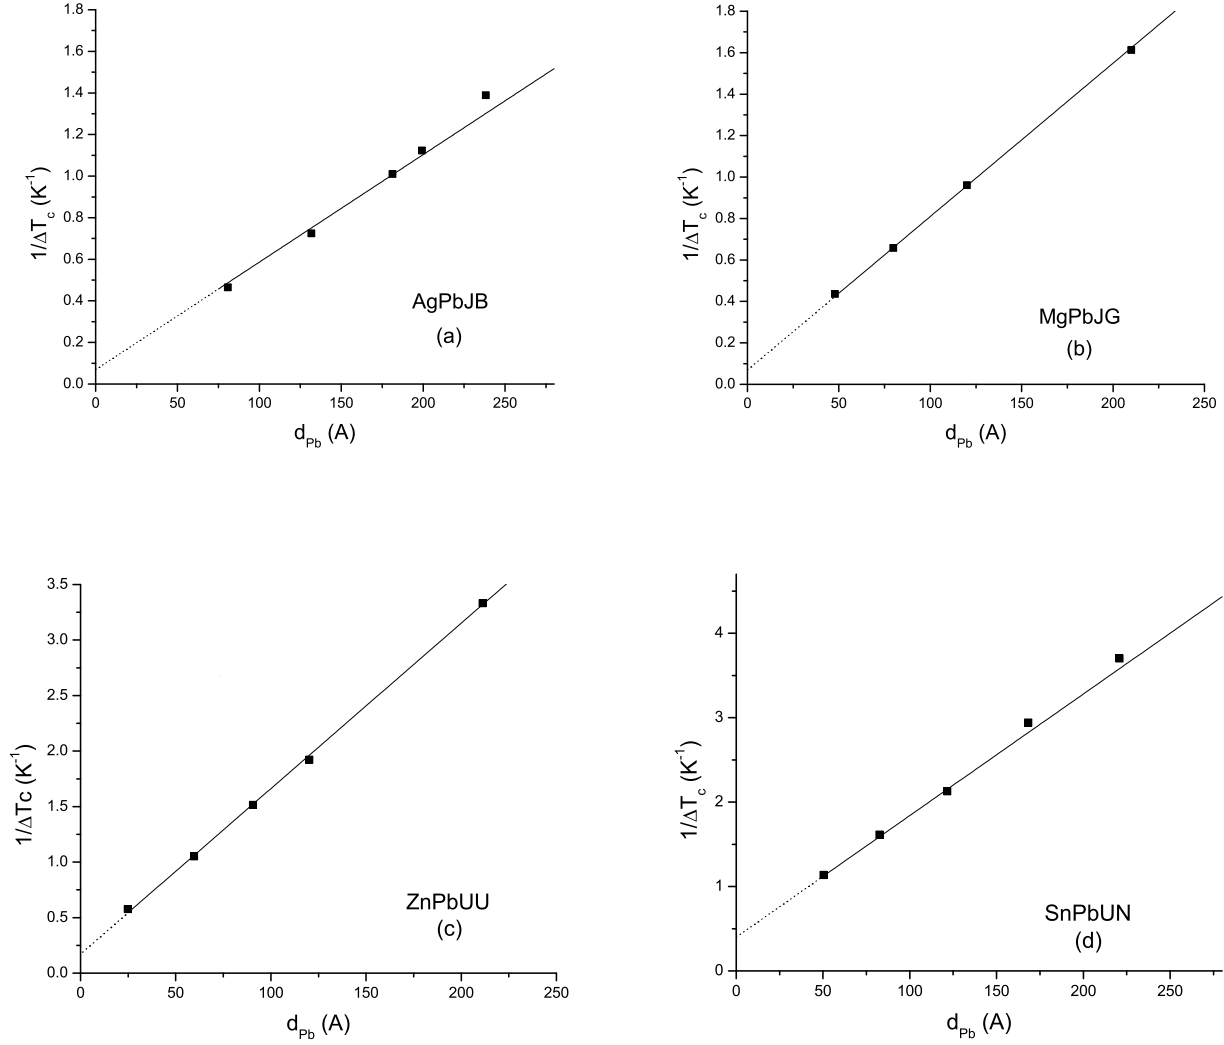 1.8
1.6
1.4
1.2
1.0
0.8
0.6
0.4
0.2
0.0
1/ΔTc (K-1)
0 50 100 150 200 250
dPb (A)
AgPbJB
(a)
1.8
1.6
1.4
1.2
1.0
0.8
0.6
0.4
0.2
0.0
1/ΔTc (K-1)
0 50 100 150 200 250
dPb (A)
MgPbJG
(b)
3.5
3.0
2.5
2.0
1.5
1.0
0.5
0.0
1/ΔTc (K-1)
0 50 100 150 200 250
dPb (A)
ZnPbUU
(c)
4
3
2
1
0
1/ΔTc (K-1)
0 50 100 150 200 250
dPb (A)
SnPbUN
(d)